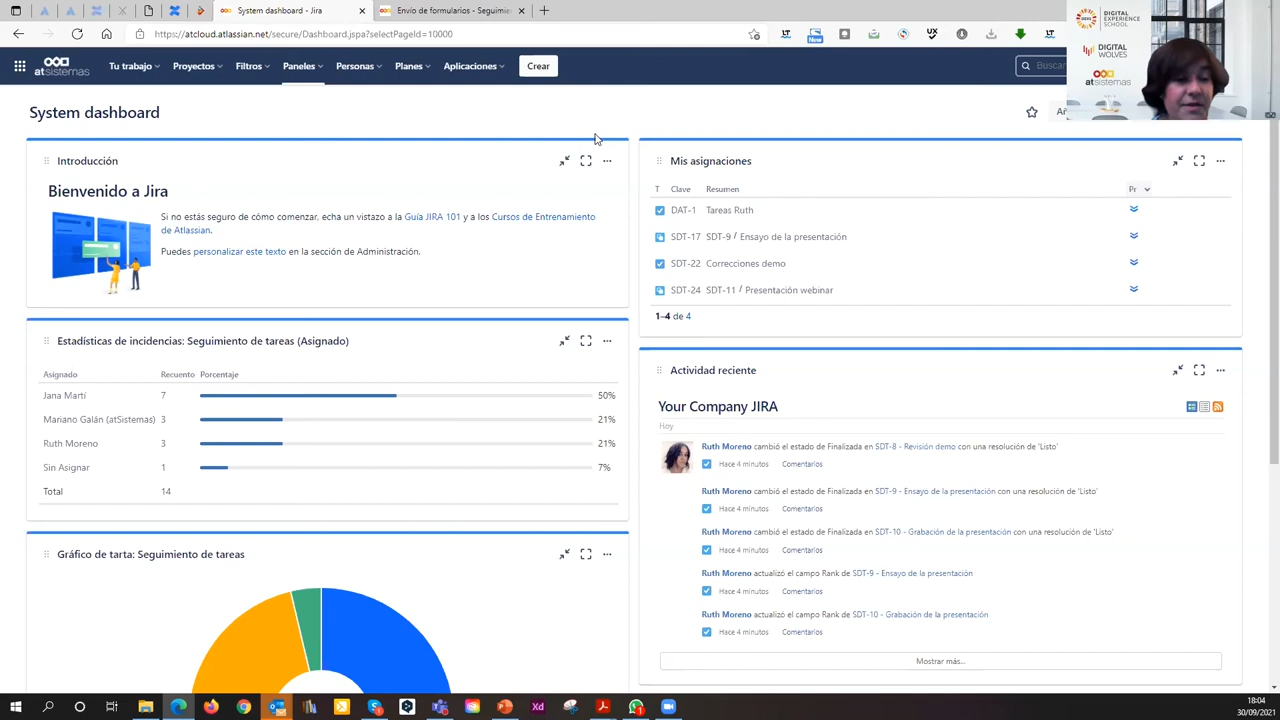 System dashboard - Jira
Envío de formularios - Seguimie
https://atcloud.atlassian.net/secure/Dashboard.jspa?selectPageId=10000
LT
New
UX
LT
DIGITAL EXPERIENCE SCHOOL
DIGITAL WOLVES
atsistemas
atsistemas
Tu trabajo
Proyectos
Filtros
Paneles
Personas
Planes
Aplicaciones
Crear
Buscar
System dashboard
Introducción
Bienvenido a Jira
Si no estás seguro de cómo comenzar, echa un vistazo a la Guía JIRA 101 y a los Cursos de Entrenamiento
de Atlassian.
Puedes personalizar este texto en la sección de Administración.
Estadísticas de incidencias: Seguimiento de tareas (Asignado)
Asignado Recuento Porcentaje
Jana Martí 7 50%
Mariano Galán (atSistemas) 3 21%
Ruth Moreno 3 21%
Sin Asignar 1 7%
Total 14
Gráfico de tarta: Seguimiento de tareas
Mis asignaciones
T Clave Resumen Pr
DAT-1 Tareas Ruth
SDT-17 SDT-9 / Ensayo de la presentación
SDT-22 Correcciones demo
SDT-24 SDT-11 / Presentación webinar
1–4 de 4
Actividad reciente
Your Company JIRA
Hoy
Ruth Moreno cambió el estado de Finalizada en SDT-8 - Revisión demo con una resolución de 'Listo'
Hace 4 minutos Comentarios
Ruth Moreno cambió el estado de Finalizada en SDT-9 - Ensayo de la presentación con una resolución de 'Listo'
Hace 4 minutos Comentarios
Ruth Moreno cambió el estado de Finalizada en SDT-10 - Grabación de la presentación con una resolución de 'Listo'
Hace 4 minutos Comentarios
Ruth Moreno actualizó el campo Rank de SDT-9 - Ensayo de la presentación
Hace 4 minutos Comentarios
Ruth Moreno actualizó el campo Rank de SDT-10 - Grabación de la presentación
Hace 4 minutos Comentarios
Mostrar más...
Xd
18:04
30/09/2021